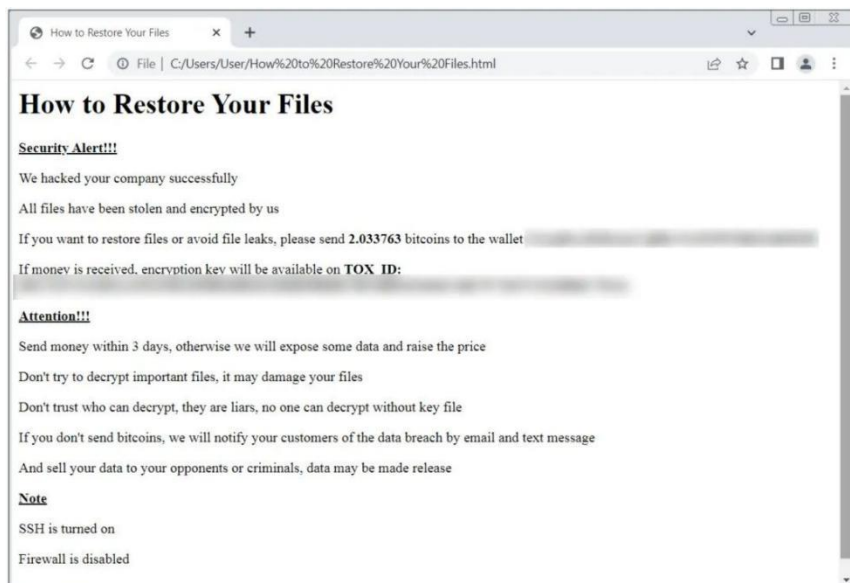 How to Restore Your Files
File | C:/Users/User/How%20to%20Restore%20Your%20Files.html
How to Restore Your Files
Security Alert!!!
We hacked your company successfully
All files have been stolen and encrypted by us
If you want to restore files or avoid file leaks, please send 2.033763 bitcoins to the wallet
If money is received, encryption key will be available on TOX_ID:
Attention!!!
Send money within 3 days, otherwise we will expose some data and raise the price
Don't try to decrypt important files, it may damage your files
Don't trust who can decrypt, they are liars, no one can decrypt without key file
If you don't send bitcoins, we will notify your customers of the data breach by email and text message
And sell your data to your opponents or criminals, data may be made release
Note
SSH is turned on
Firewall is disabled